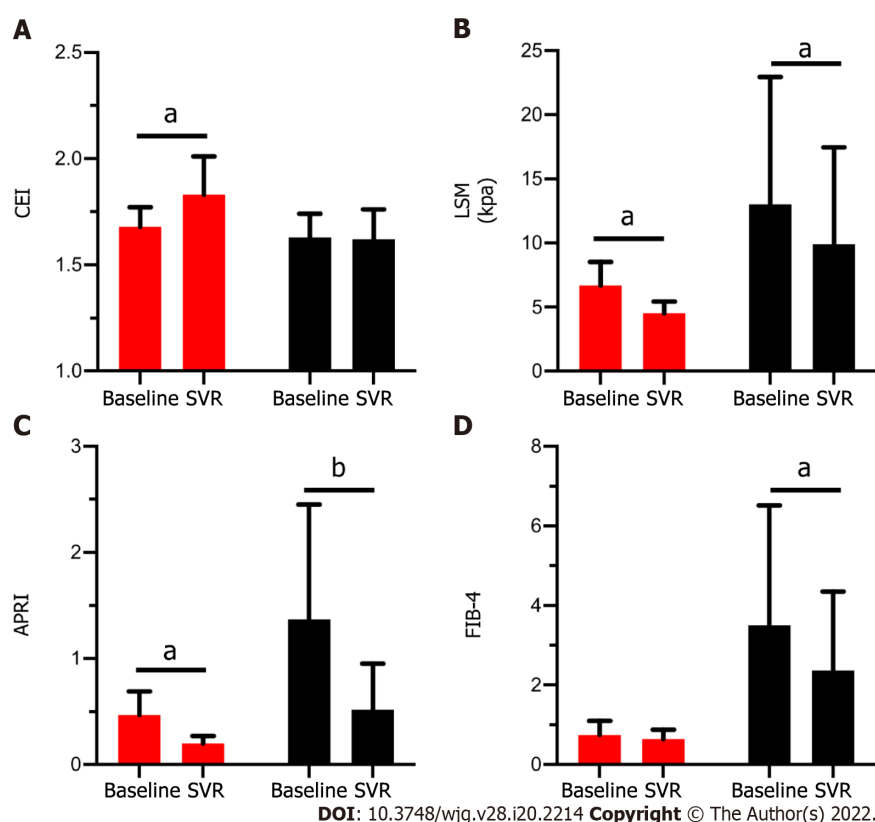 A
2.5
2.0
1.5
1.0
CEI
a
Baseline SVR
Baseline SVR
B
25
20
15
10
5
0
LSM
(kpa)
a
a
Baseline SVR
Baseline SVR
C
3
2
1
0
APRI
a
b
Baseline SVR
Baseline SVR
D
8
6
4
2
0
FIB-4
a
Baseline SVR
Baseline SVR
DOI: 10.3748/wjg.v28.i20.2214 Copyright © The Author(s) 2022.